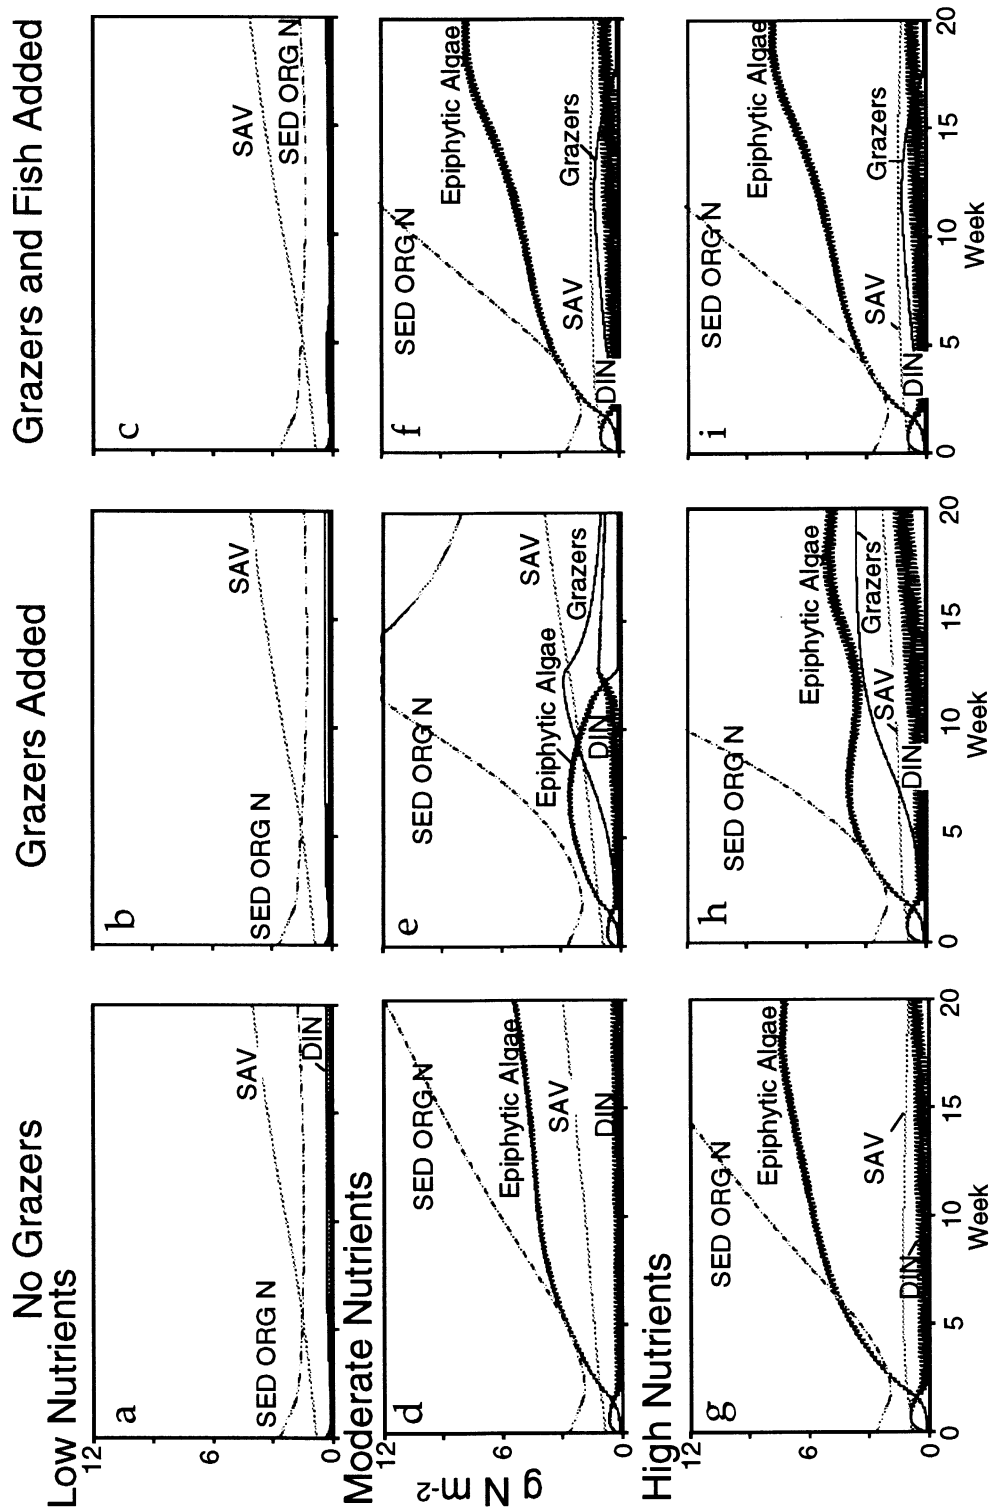 No Grazers
Grazers Added
Grazers and Fish Added
Low Nutrients
12
6
0
a
SED ORG N
SAV
DIN
b
SED ORG N
SAV
c
SAV
SED ORG N
Moderate Nutrients
g N m-2
12
6
0
d
SED ORG N
Epiphytic Algae
SAV
DIN
e
SED ORG N
Epiphytic Algae
DIN
SAV
Grazers
f
SED ORG N
Epiphytic Algae
SAV
Grazers
DIN
High Nutrients
12
6
0
g
SED ORG N
Epiphytic Algae
SAV
DIN
0 5 10 15 20
Week
h
SED ORG N
Epiphytic Algae
Grazers
SAV
DIN
0 5 10 15 20
Week
i
SED ORG N
Epiphytic Algae
SAV
Grazers
DIN
0 5 10 15 20
Week